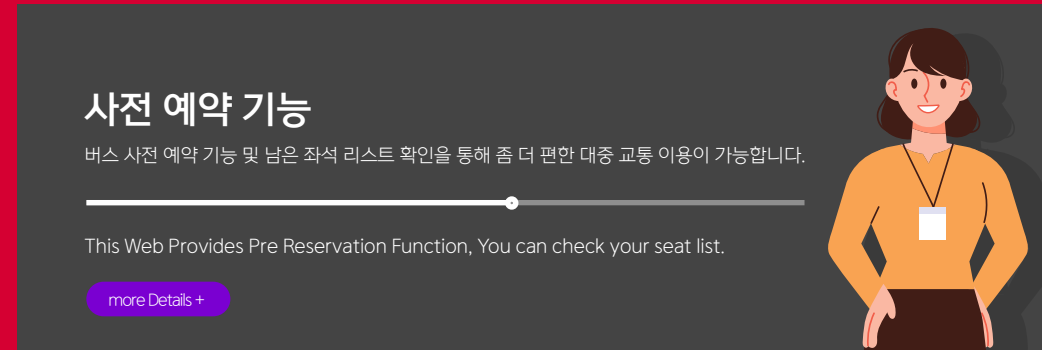 사전 예약 기능
버스 사전 예약 기능 및 남은 좌석 리스트 확인을 통해 좀 더 편한 대중 교통 이용이 가능합니다.
This Web Provides Pre Reservation Function, You can check your seat list.
more Details +